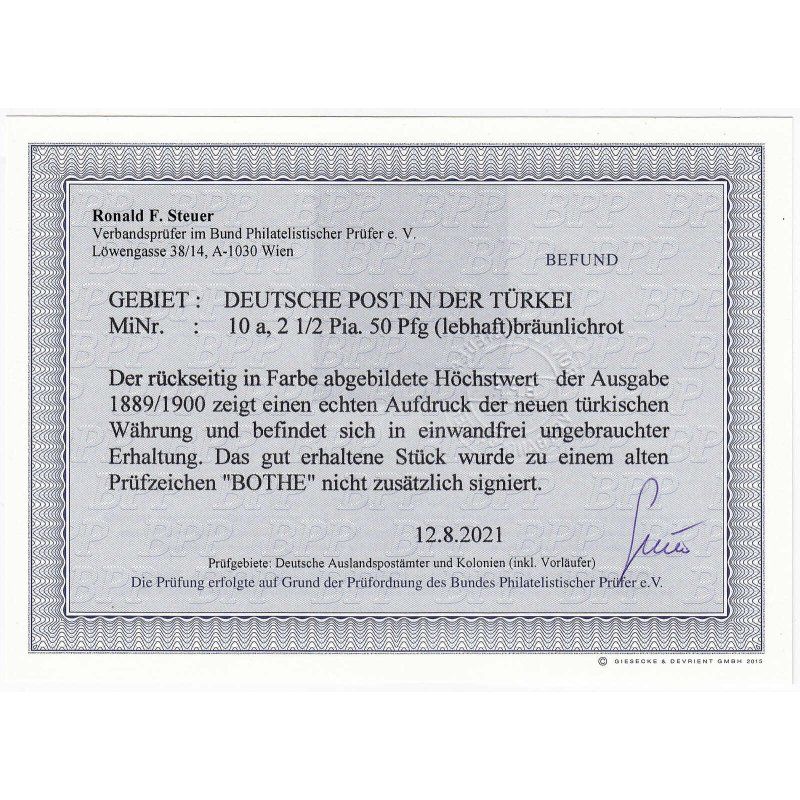 Ronald F. Steuer
Verbandsprüfer im Bund Philatelistischer Prüfer e. V.
Löwengasse 38/14, A-1030 Wien
BEFUND
GEBIET : DEUTSCHE POST IN DER TÜRKEI
MiNr. : 10 a, 2 1/2 Pia. 50 Pfg (lebhaft)bräunlichrot
Der rückseitig in Farbe abgebildete Höchstwert der Ausgabe
1889/1900 zeigt einen echten Aufdruck der neuen türkischen
Währung und befindet sich in einwandfrei ungebrauchter
Erhaltung. Das gut erhaltene Stück wurde zu einem alten
Prüfzeichen "BOTHE" nicht zusätzlich signiert.
12.8.2021
Prüfgebiete: Deutsche Auslandspostämter und Kolonien (inkl. Vorläufer)
Die Prüfung erfolgte auf Grund der Prüfordnung des Bundes Philatelistischer Prüfer e.V.
© GIESECKE & DEVRIENT GMBH 2015